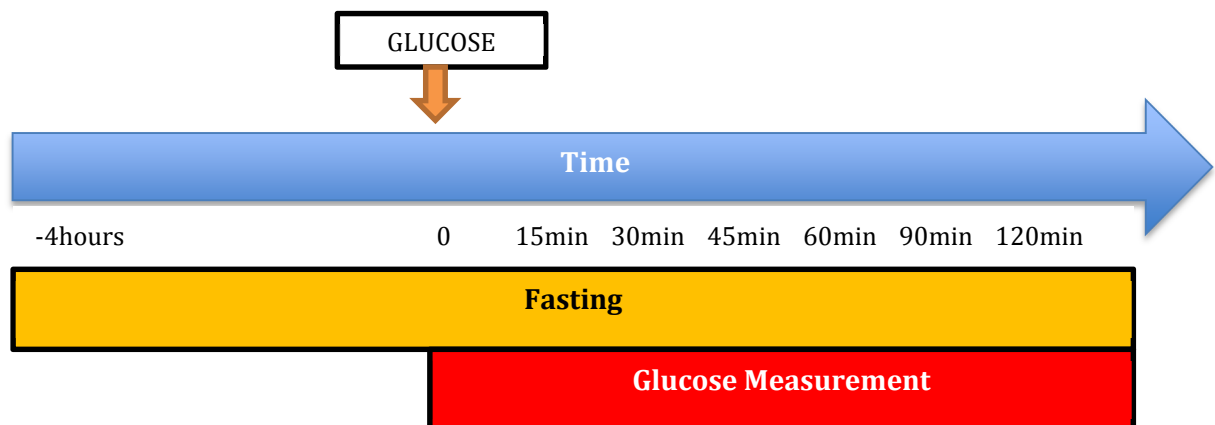 GLUCOSE
Time
-4hours 0 15min 30min 45min 60min 90min 120min
Fasting
Glucose Measurement